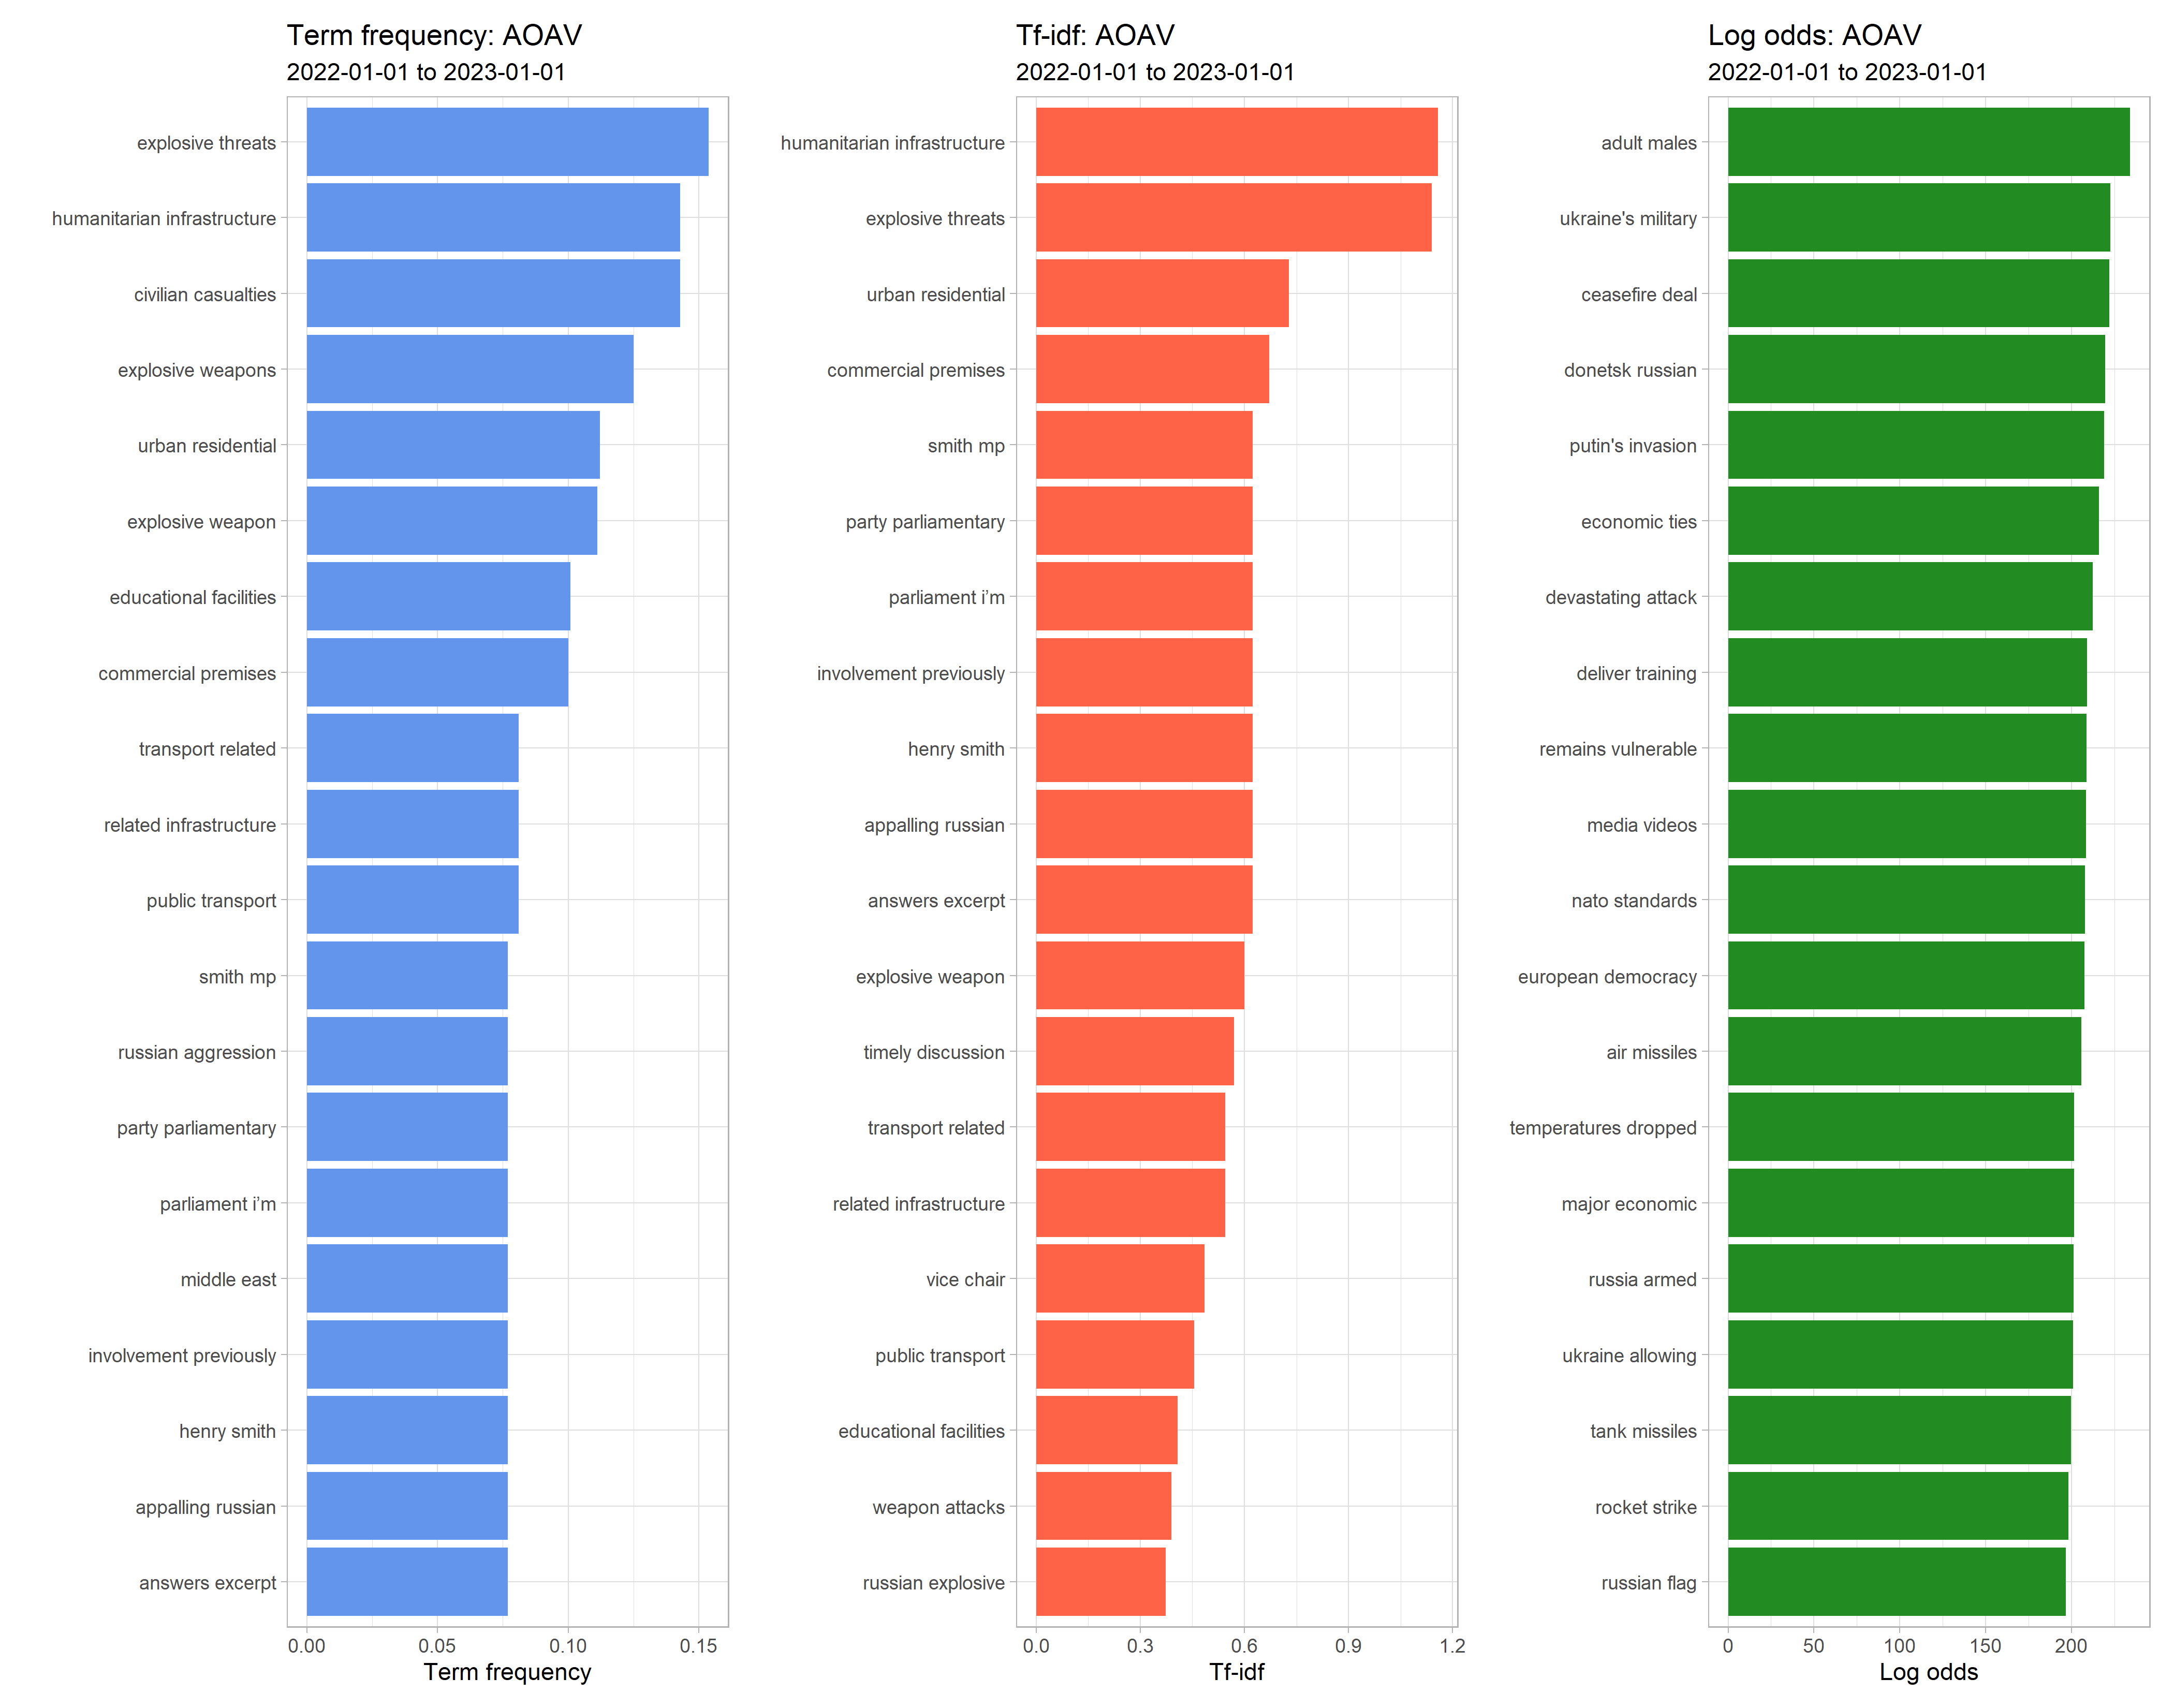 Term frequency: AOAV
2022-01-01 to 2023-01-01
explosive threats
humanitarian infrastructure
civilian casualties
explosive weapons
urban residential
explosive weapon
educational facilities
commercial premises
transport related
related infrastructure
public transport
smith mp
russian aggression
party parliamentary
parliament i’m
middle east
involvement previously
henry smith
appalling russian
answers excerpt
0.00 0.05 0.10 0.15
Term frequency
Tf-idf: AOAV
2022-01-01 to 2023-01-01
humanitarian infrastructure
explosive threats
urban residential
commercial premises
smith mp
party parliamentary
parliament i’m
involvement previously
henry smith
appalling russian
answers excerpt
explosive weapon
timely discussion
transport related
related infrastructure
vice chair
public transport
educational facilities
weapon attacks
russian explosive
0.0 0.3 0.6 0.9 1.2
Tf-idf
Log odds: AOAV
2022-01-01 to 2023-01-01
adult males
ukraine's military
ceasefire deal
donetsk russian
putin's invasion
economic ties
devastating attack
deliver training
remains vulnerable
media videos
nato standards
european democracy
air missiles
temperatures dropped
major economic
russia armed
ukraine allowing
tank missiles
rocket strike
russian flag
0 50 100 150 200
Log odds